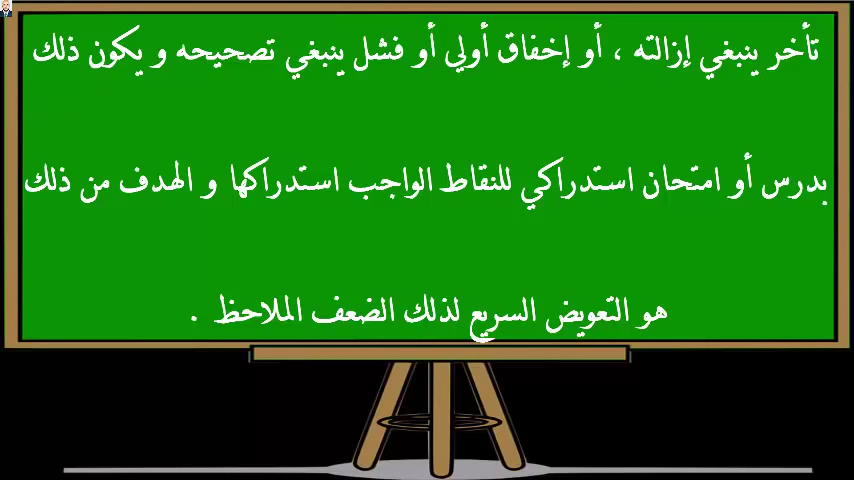 تأخر ينبغي إزالته ، أو إخفاق أولي أو فشل ينبغي تصحيحه و يكون ذلك
بدرس أو امتحان استدراكي للنقاط الواجب استدراكها و الهدف من ذلك
هو التعويض السريع لذلك الضعف الملاحظ .